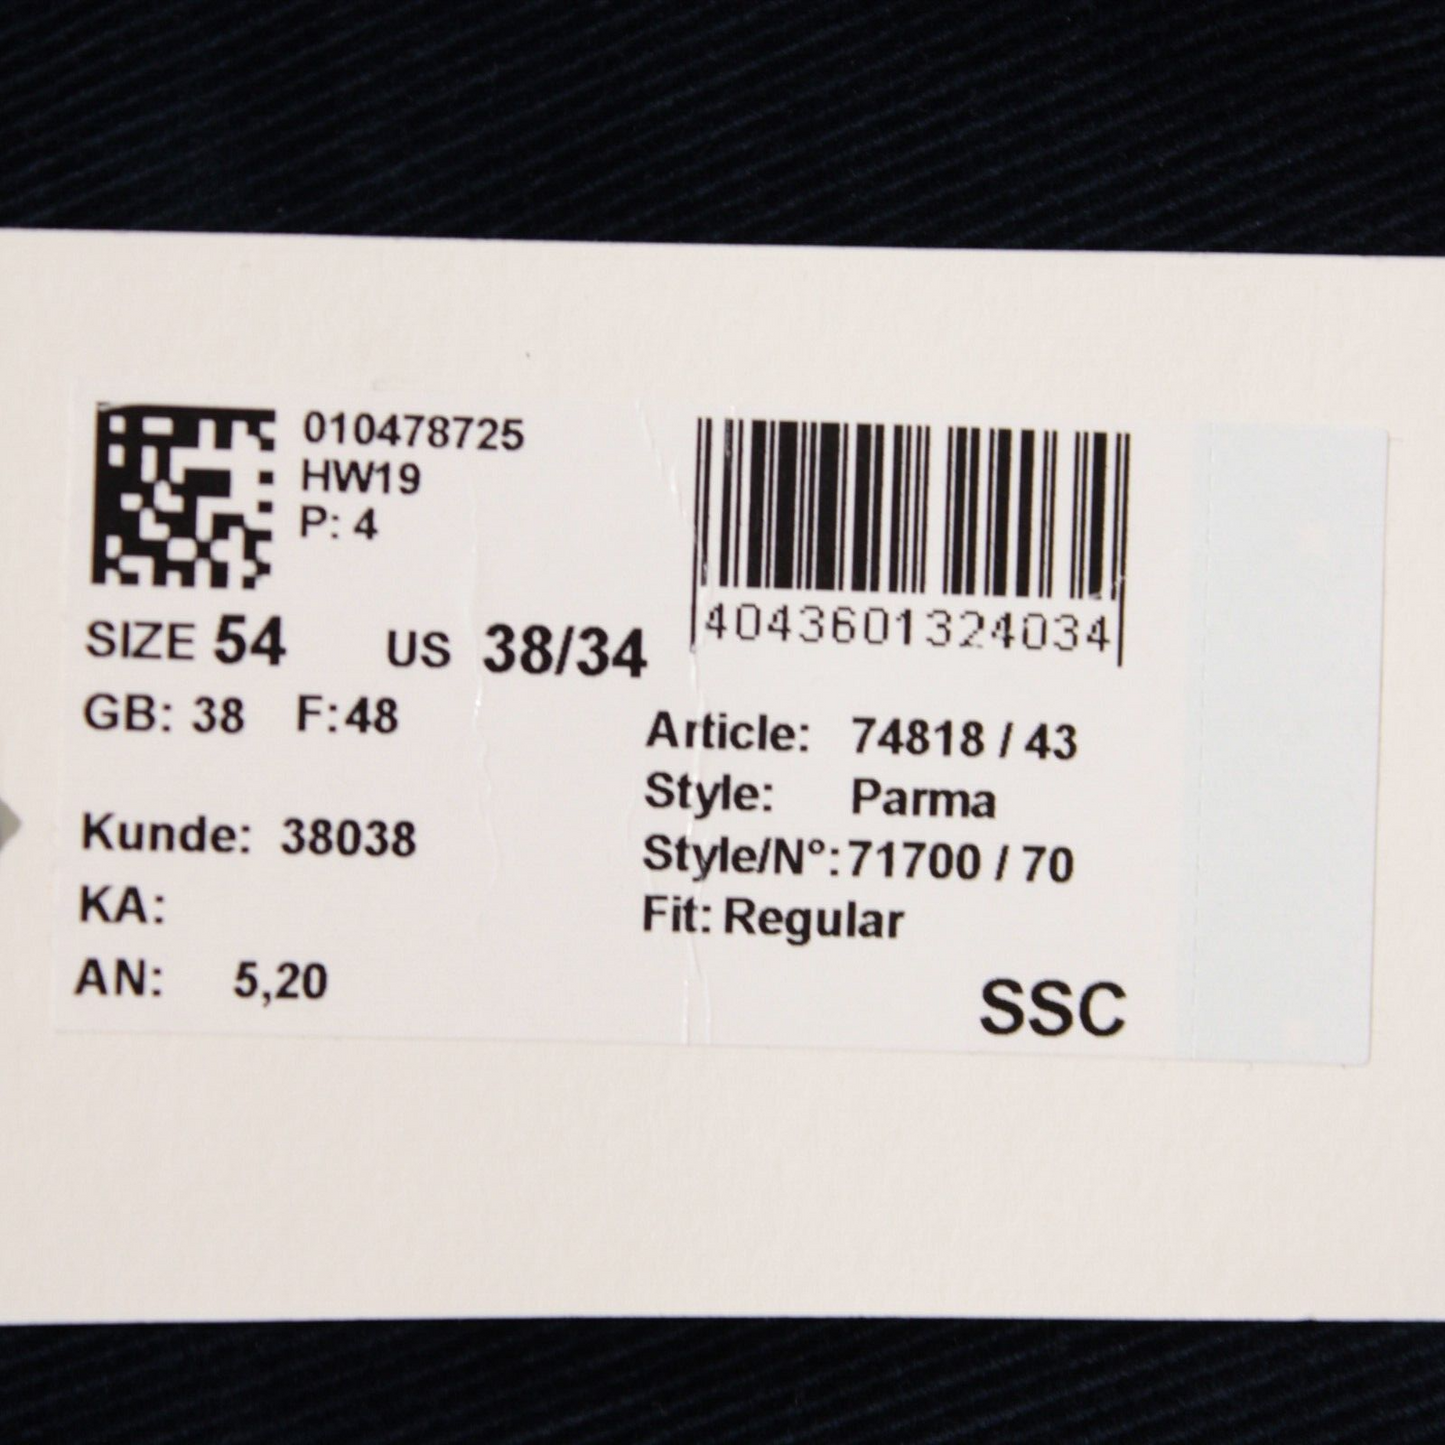 010478725
HW19
P: 4
SIZE 54 US 38/34
GB: 38 F:48
Kunde: 38038
KA:
AN: 5,20
4043601324034
Article: 74818 / 43
Style: Parma
Style/N°: 71700 / 70
Fit: Regular
SSC